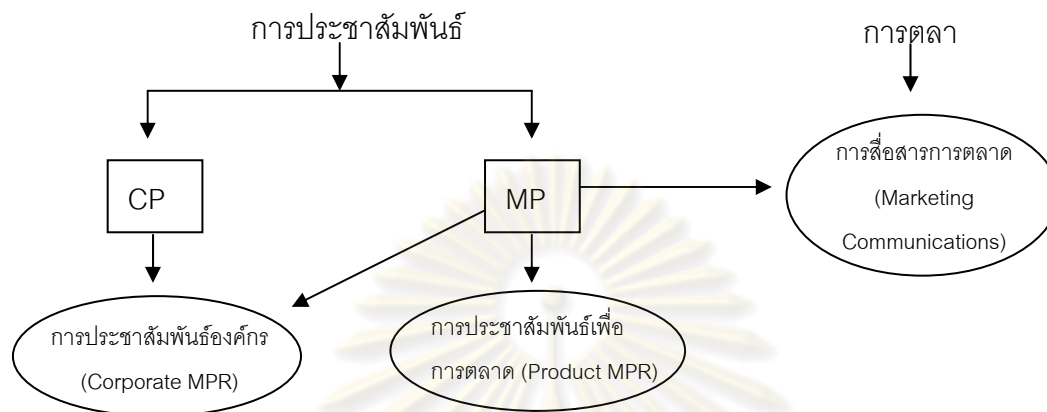 การประชาสัมพันธ์
การตลา
CP
MP
การสื่อสารการตลาด
(Marketing
Communications)
การประชาสัมพันธ์องค์กร
(Corporate MPR)
การประชาสัมพันธ์เพื่อ
การตลาด (Product MPR)